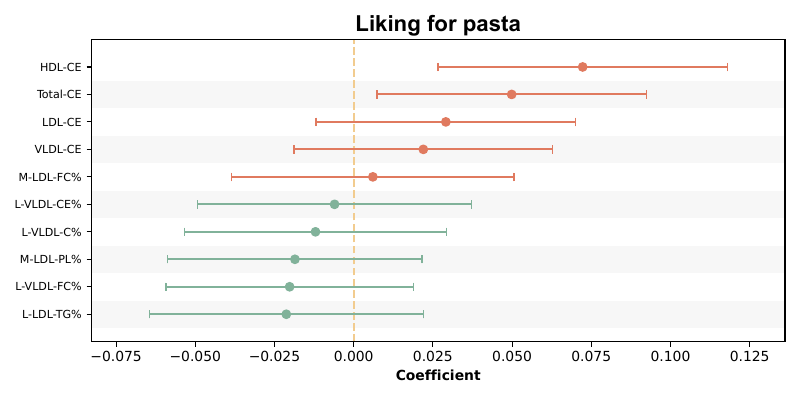 Liking for pasta
HDL-CE
Total-CE
LDL-CE
VLDL-CE
M-LDL-FC%
L-VLDL-CE%
L-VLDL-C%
M-LDL-PL%
L-VLDL-FC%
L-LDL-TG%
−0.075 −0.050 −0.025 0.000 0.025 0.050 0.075 0.100 0.125
Coefficient